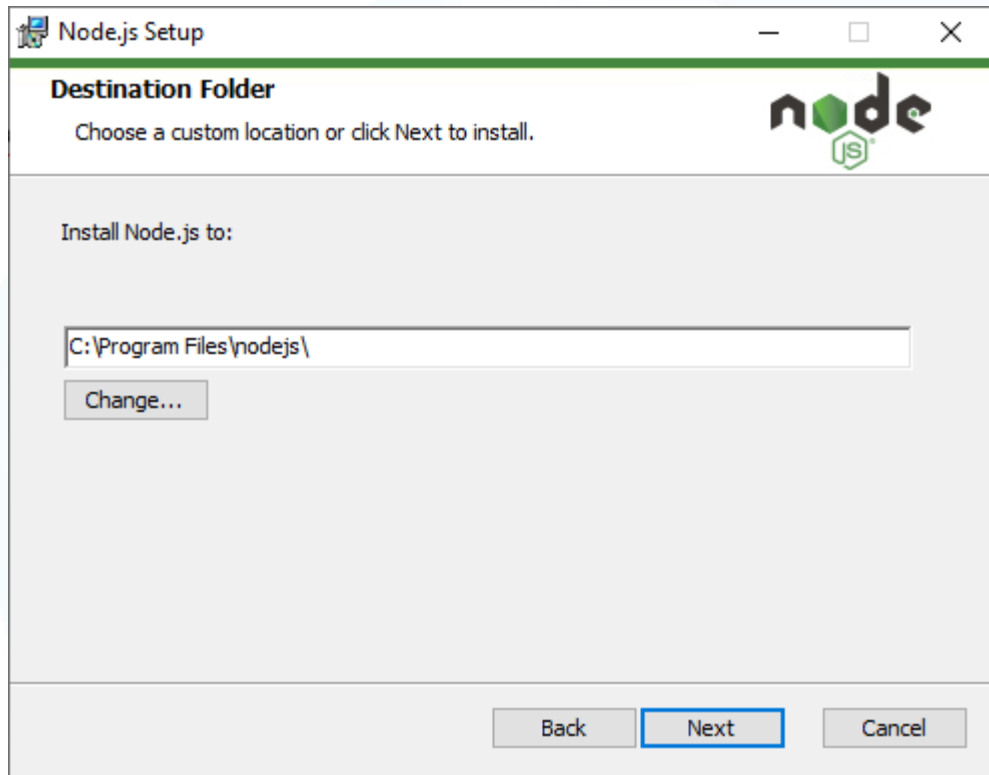 Node.js Setup
Destination Folder
Choose a custom location or click Next to install.
node
JS
Install Node.js to:
C:\Program Files\nodejs\
Change...
Back Next Cancel